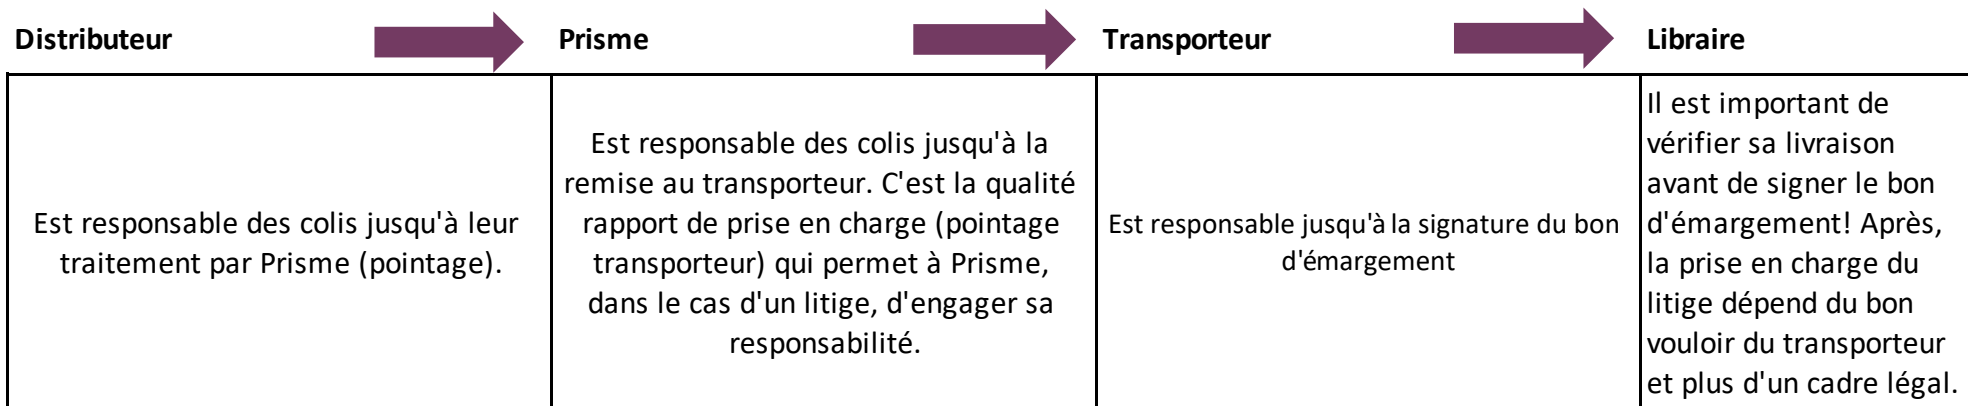 Distributeur
Prisme
Transporteur
Libraire
Est responsable des colis jusqu'à leur
traitement par Prisme (pointage).
Est responsable des colis jusqu'à la
remise au transporteur. C'est la qualité
rapport de prise en charge (pointage
transporteur) qui permet à Prisme,
dans le cas d'un litige, d'engager sa
responsabilité.
Est responsable jusqu'à la signature du bon
d'émargement
Il est important de
vérifier sa livraison
avant de signer le bon
d'émargement! Après,
la prise en charge du
litige dépend du bon
vouloir du transporteur
et plus d'un cadre légal.